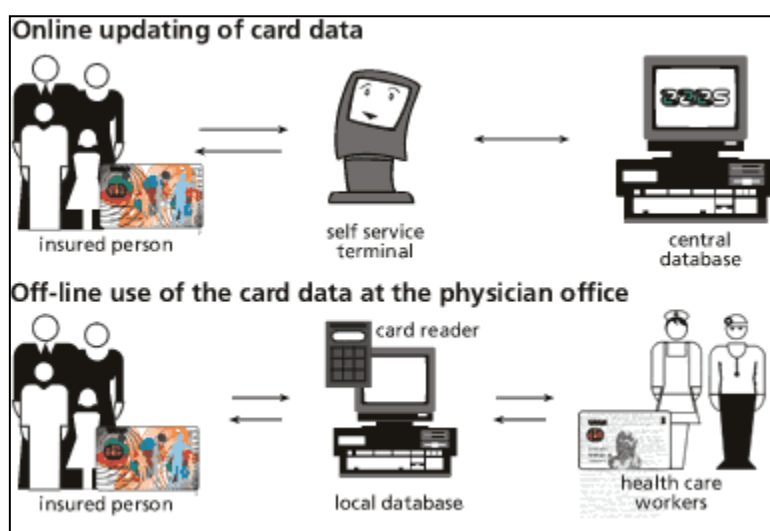 Online updating of card data
zzzs
insured person
self service
terminal
central
database
Off-line use of the card data at the physician office
card reader
insured person
local database
health care
workers